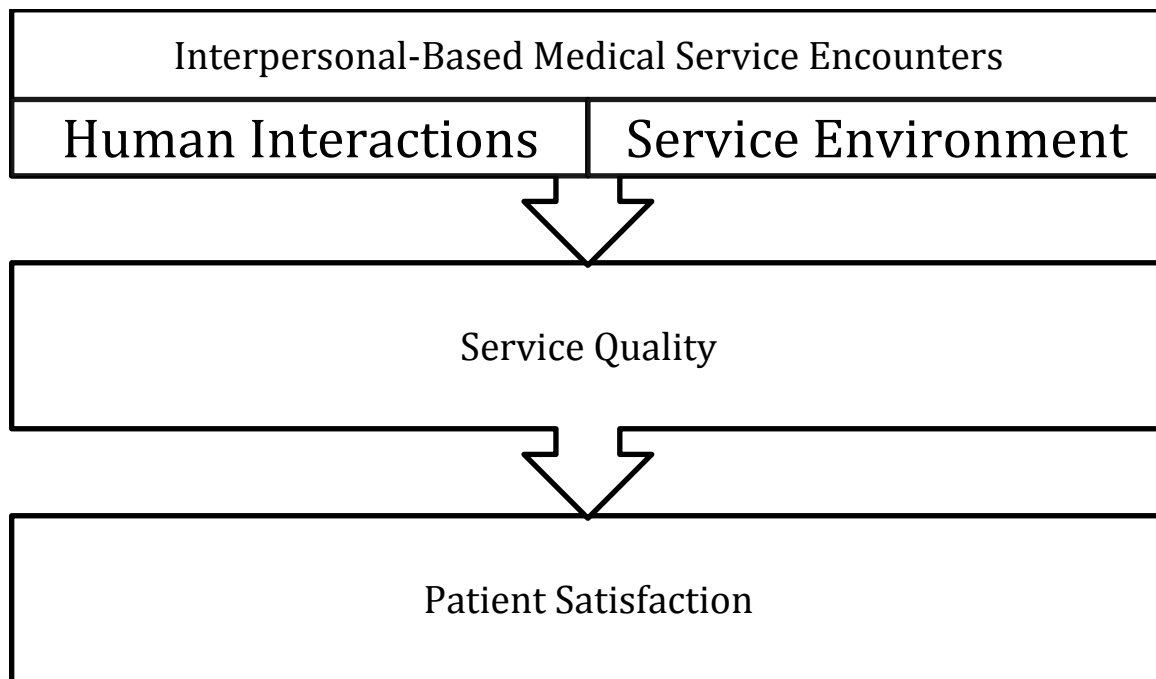 Interpersonal-Based Medical Service Encounters
Human Interactions
Service Environment
Service Quality
Patient Satisfaction